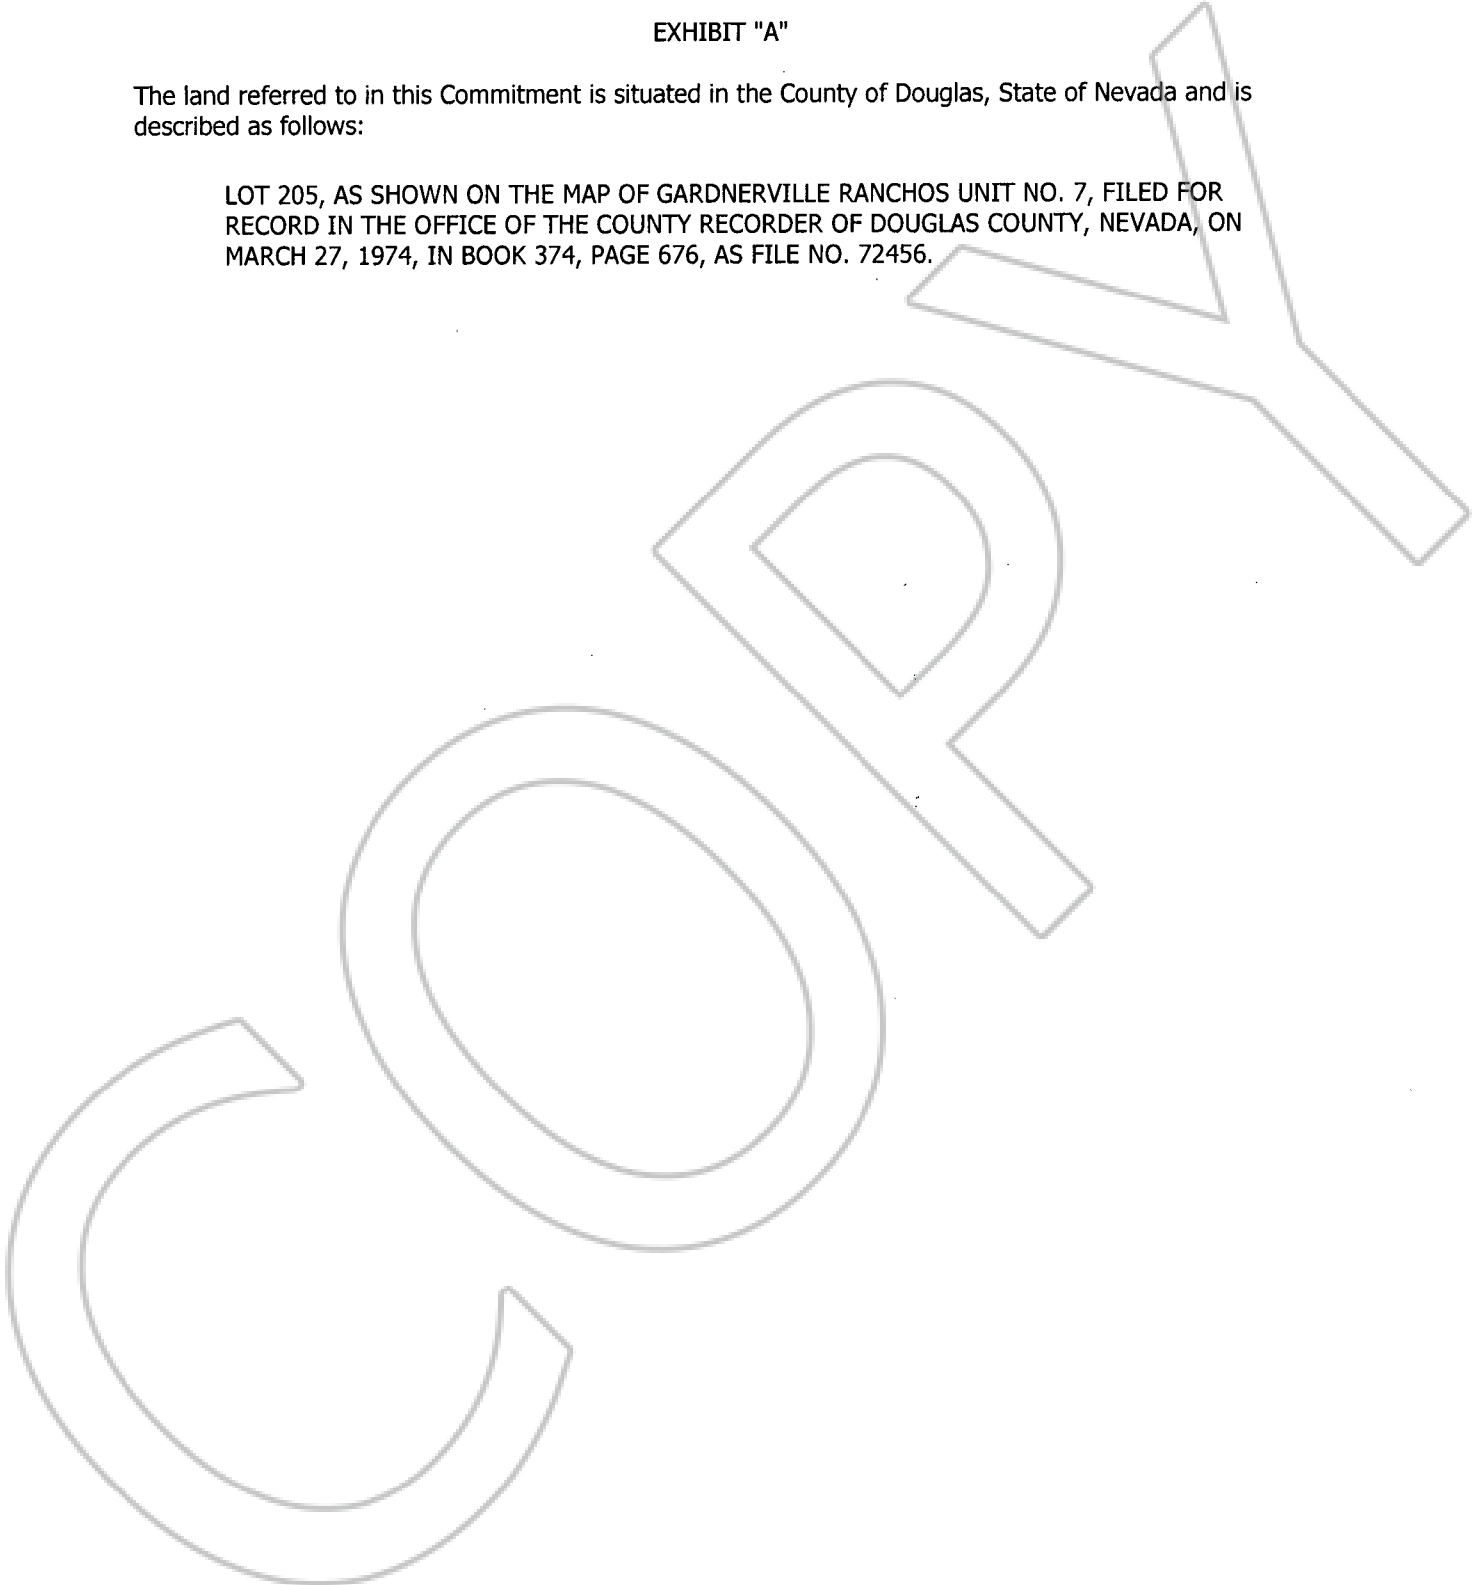 EXHIBIT "A"
The land referred to in this Commitment is situated in the County of Douglas, State of Nevada and is
described as follows:
LOT 205, AS SHOWN ON THE MAP OF GARDNERVILLE RANCHOS UNIT NO. 7, FILED FOR
RECORD IN THE OFFICE OF THE COUNTY RECORDER OF DOUGLAS COUNTY, NEVADA, ON
MARCH 27, 1974, IN BOOK 374, PAGE 676, AS FILE NO. 72456.
COPY